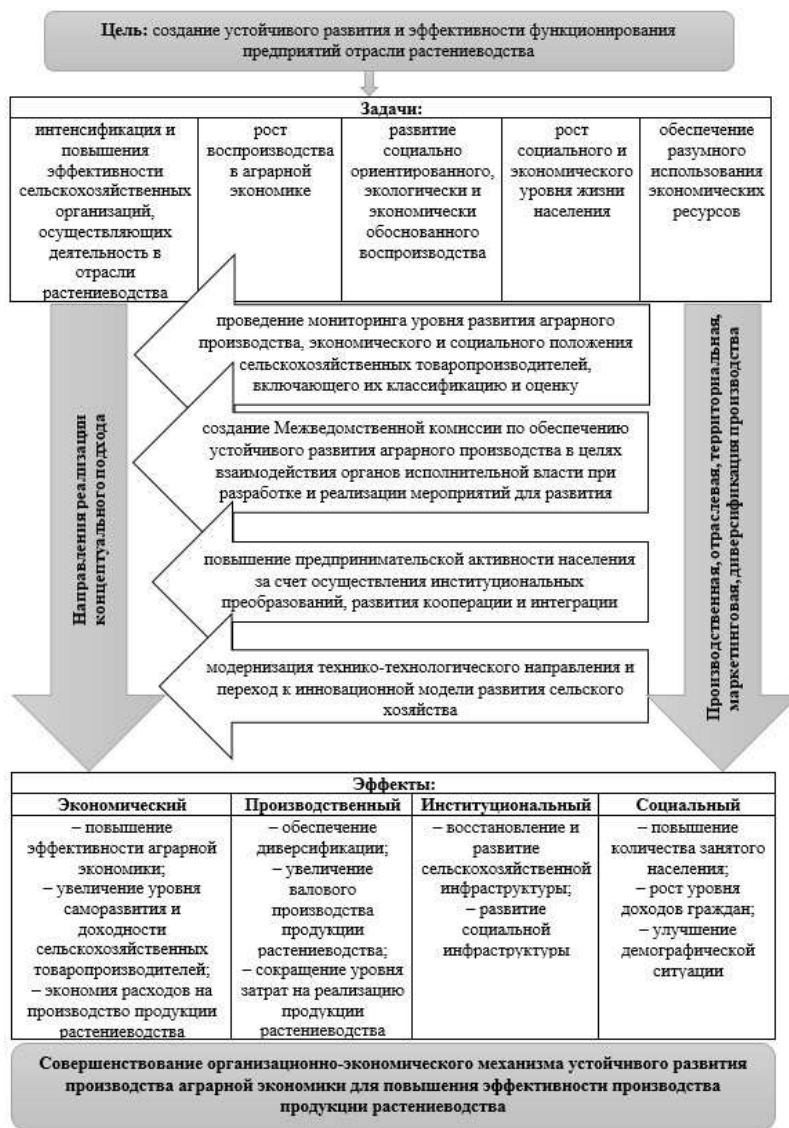 Цель: создание устойчивого развития и эффективности функционирования
предприятий отрасли растениеводства
Задачи:
интенсификация и
повышения
эффективности
сельскохозяйственных
организаций,
осуществляющих
деятельность в
отрасли
растениеводства
рост
воспроизводства
в аграрной
экономике
развитие
социально
ориентированного,
экологически и
экономически
обоснованного
воспроизводства
рост
социального и
экономического
уровня жизни
населения
обеспечение
разумного
использования
экономических
ресурсов
Направления реализации
концептуального подхода
проведение мониторинга уровня развития аграрного
производства, экономического и социального положения
сельскохозяйственных товаропроизводителей,
включающего их классификацию и оценку
создание Межведомственной комиссии по обеспечению
устойчивого развития аграрного производства в целях
взаимодействия органов исполнительной власти при
разработке и реализации мероприятий для развития
повышение предпринимательской активности населения
за счет осуществления институциональных
преобразований, развития кооперации и интеграции
модернизация технико-технологического направления и
переход к инновационной модели развития сельского
хозяйства
Производственная, отраслевая, территориальная,
маркетинговая, диверсификация производства
Эффекты:
Экономический
– повышение
эффективности аграрной
экономики;
– увеличение уровня
саморазвития и
доходности
сельскохозяйственных
товаропроизводителей;
– экономия расходов на
производство продукции
растениеводства
Производственный
– обеспечение
диверсификации;
– увеличение
валового
производства
продукции
растениеводства;
– сокращение уровня
затрат на реализацию
продукции
растениеводства
Институциональный
– восстановление и
развитие
сельскохозяйственной
инфраструктуры;
– развитие
социальной
инфраструктуры
Социальный
– повышение
количества занятого
населения;
– рост уровня
доходов граждан;
– улучшение
демографической
ситуации
Совершенствование организационно-экономического механизма устойчивого развития
производства аграрной экономики для повышения эффективности производства
продукции растениеводства